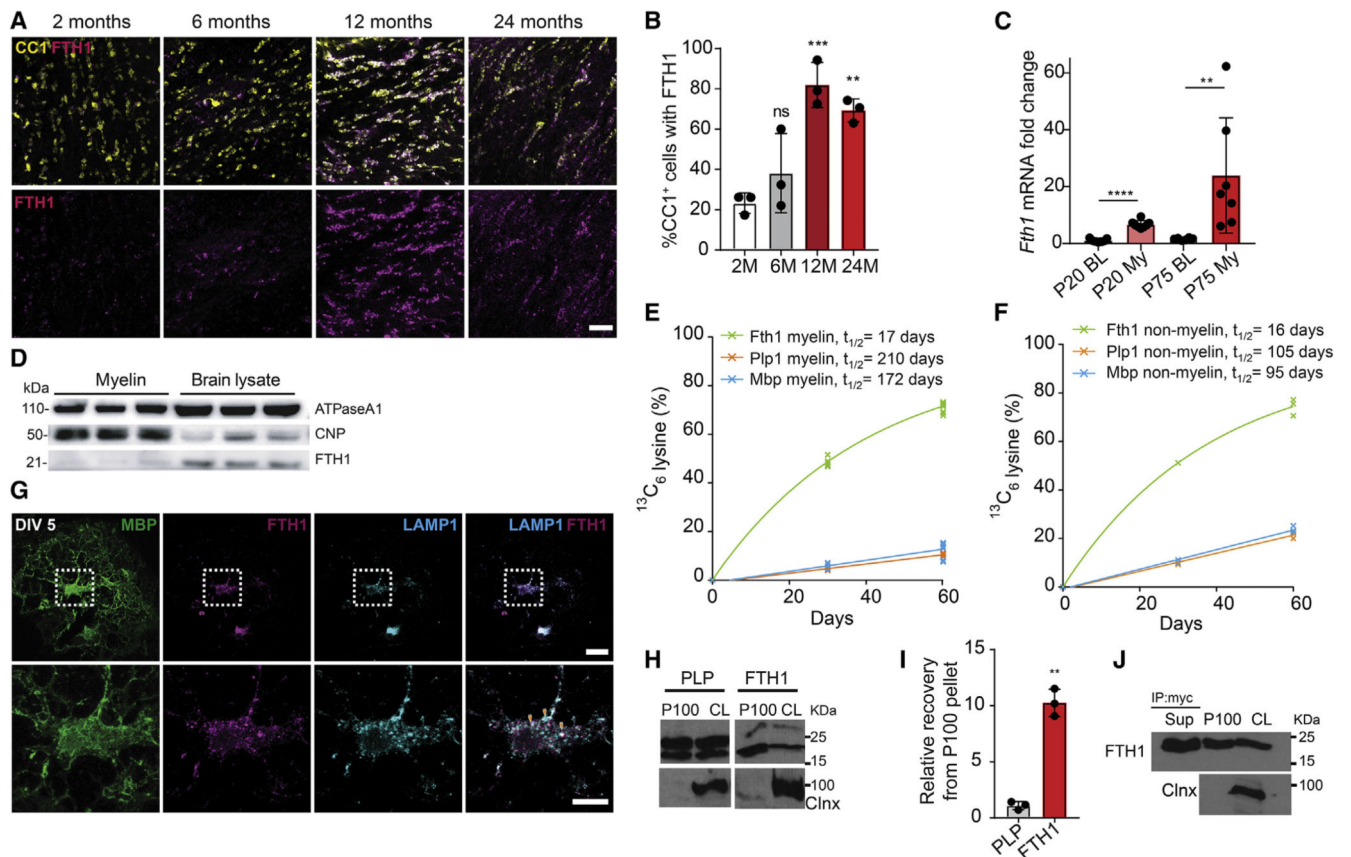 A
2 months 6 months 12 months 24 months
CC1 FTH1
FTH1
B
%CC1+ cells with FTH1
100
80
60
40
20
0
ns
***
**
2M 6M 12M 24M
C
Fth1 mRNA fold change
60
40
20
0
****
**
P20 BL P20 My P75 BL P75 My
D
kDa Myelin Brain lysate
110- ATPaseA1
50- CNP
21- FTH1
E
Fth1 myelin, t1/2= 17 days
Plp1 myelin, t1/2= 210 days
Mbp myelin, t1/2= 172 days
13C6 lysine (%)
100
80
60
40
20
0
0 20 40 60
Days
F
Fth1 non-myelin, t1/2= 16 days
Plp1 non-myelin, t1/2= 105 days
Mbp non-myelin, t1/2= 95 days
13C6 lysine (%)
100
80
60
40
20
0
0 20 40 60
Days
G
DIV 5 MBP FTH1 LAMP1 LAMP1 FTH1
H
PLP FTH1
P100 CL P100 CL KDa
25
15
100
Clnx
I
Relative recovery
from P100 pellet
15
10
5
0
**
PLP FTH1
J
IP:myc
Sup P100 CL KDa
FTH1 25
15
Clnx 100